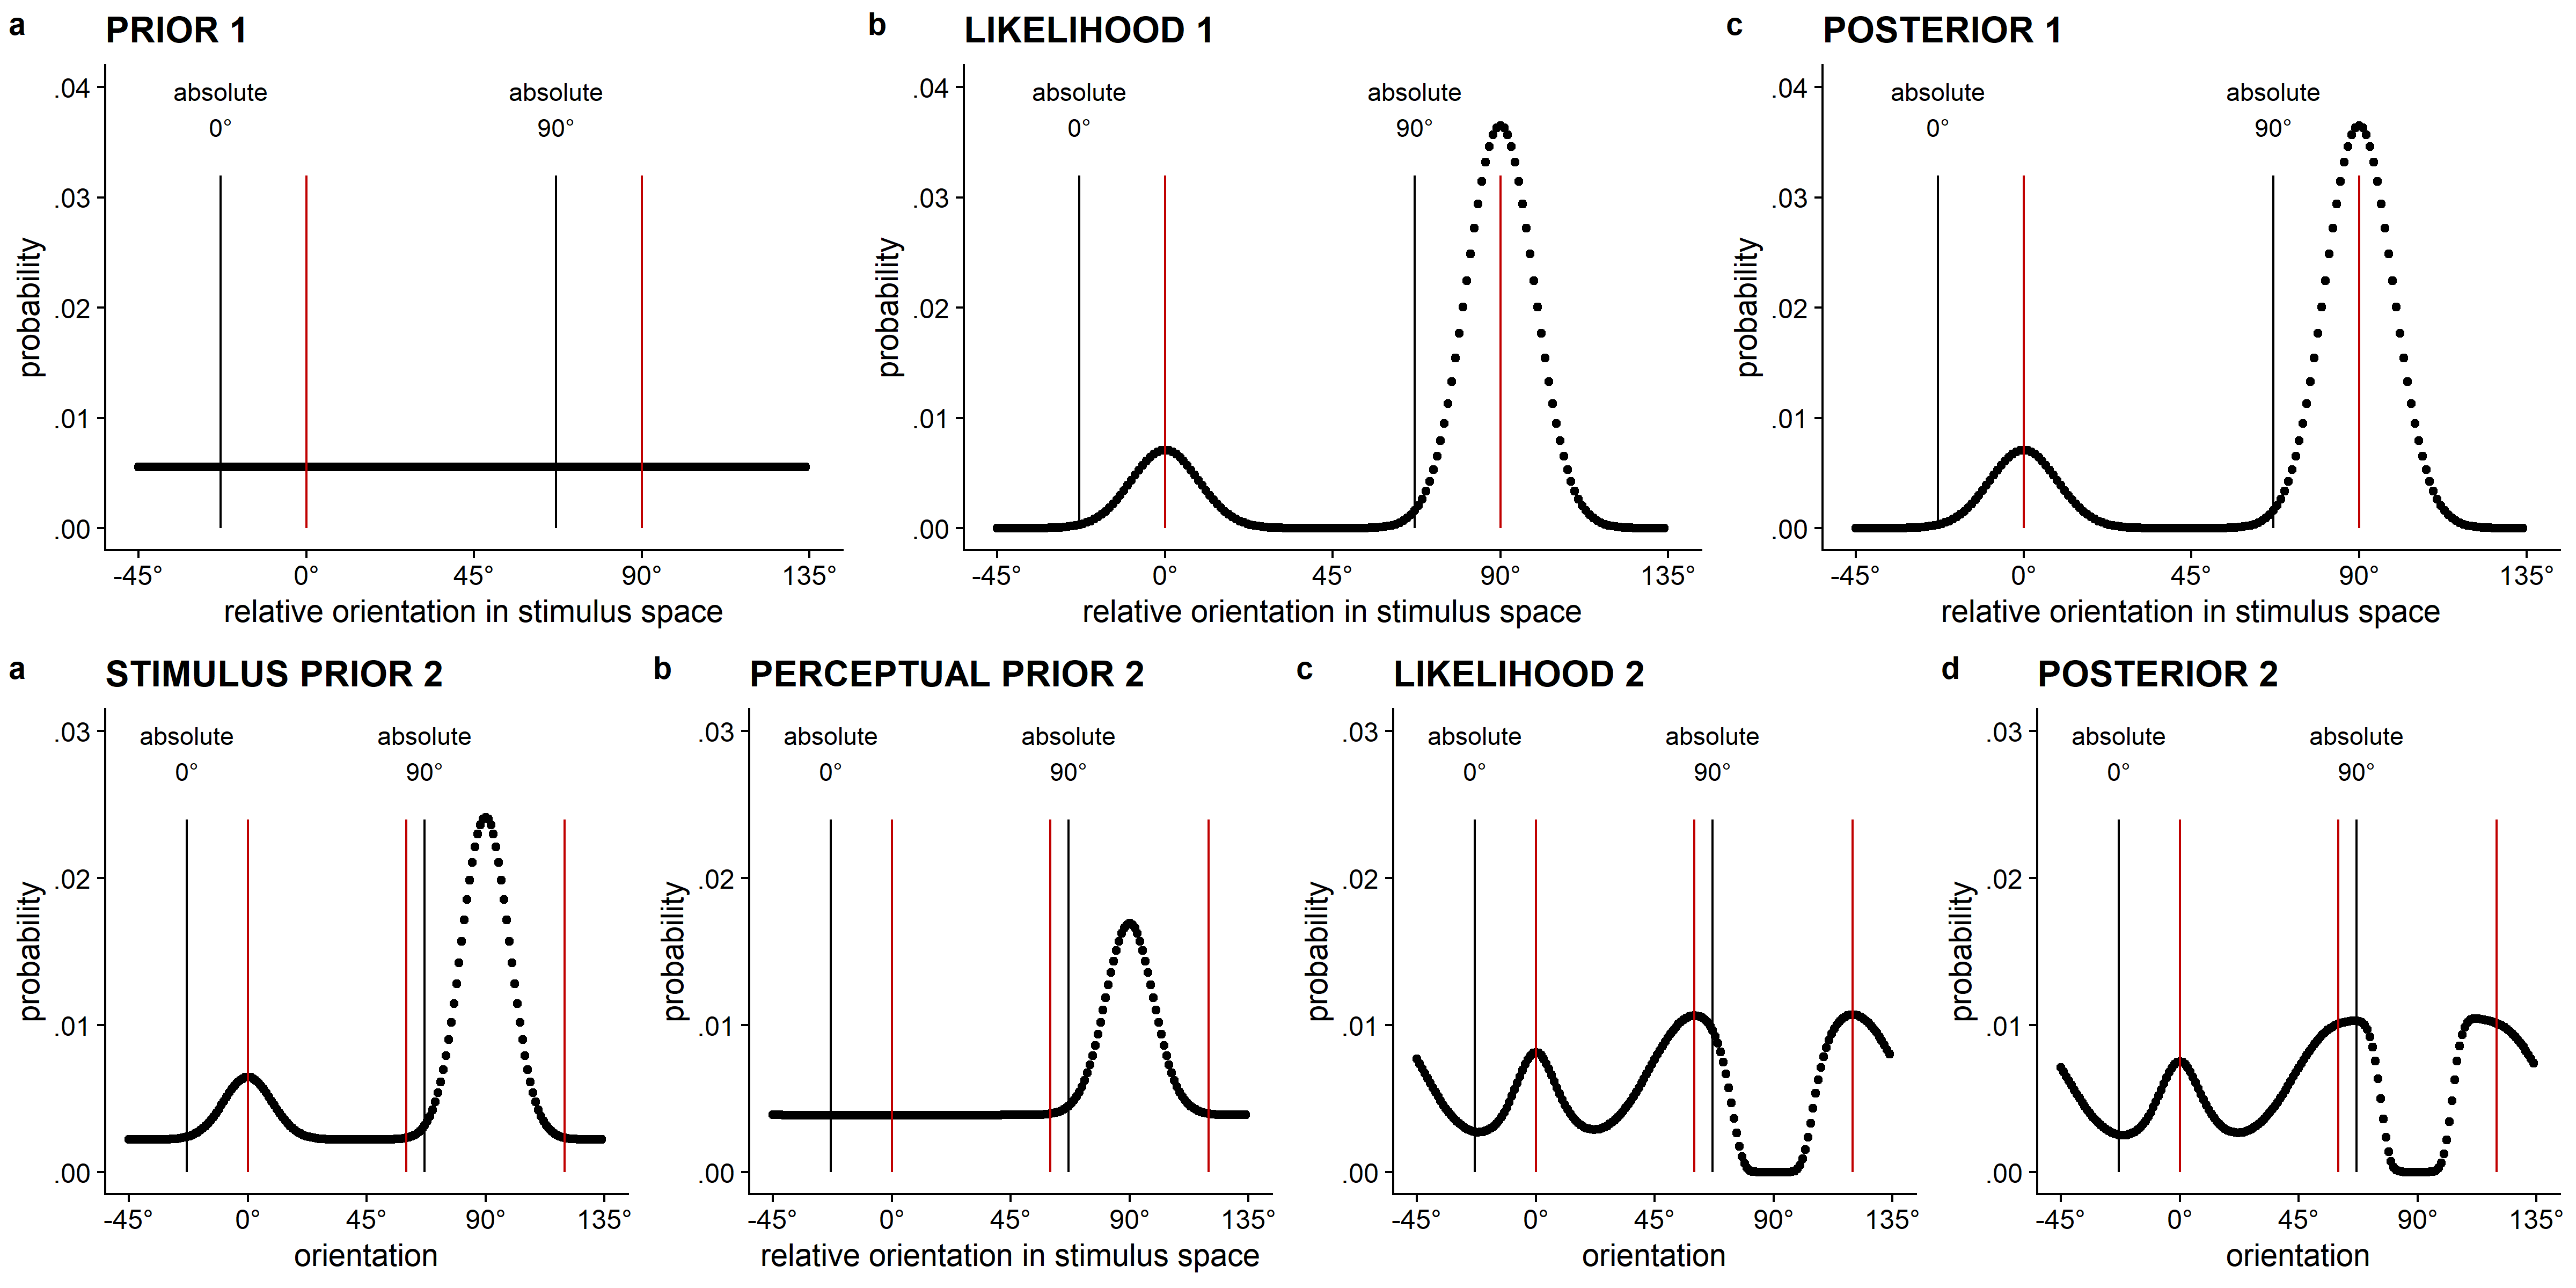 a PRIOR 1
.04
.03
.02
.01
.00
probability
absolute
0°
absolute
90°
-45° 0° 45° 90° 135°
relative orientation in stimulus space
b LIKELIHOOD 1
.04
.03
.02
.01
.00
probability
absolute
0°
absolute
90°
-45° 0° 45° 90° 135°
relative orientation in stimulus space
c POSTERIOR 1
.04
.03
.02
.01
.00
probability
absolute
0°
absolute
90°
-45° 0° 45° 90° 135°
relative orientation in stimulus space
a STIMULUS PRIOR 2
.03
.02
.01
.00
probability
absolute
0°
absolute
90°
-45° 0° 45° 90° 135°
orientation
b PERCEPTUAL PRIOR 2
.03
.02
.01
.00
probability
absolute
0°
absolute
90°
-45° 0° 45° 90° 135°
relative orientation in stimulus space
c LIKELIHOOD 2
.03
.02
.01
.00
probability
absolute
0°
absolute
90°
-45° 0° 45° 90° 135°
orientation
d POSTERIOR 2
.03
.02
.01
.00
probability
absolute
0°
absolute
90°
-45° 0° 45° 90° 135°
orientation